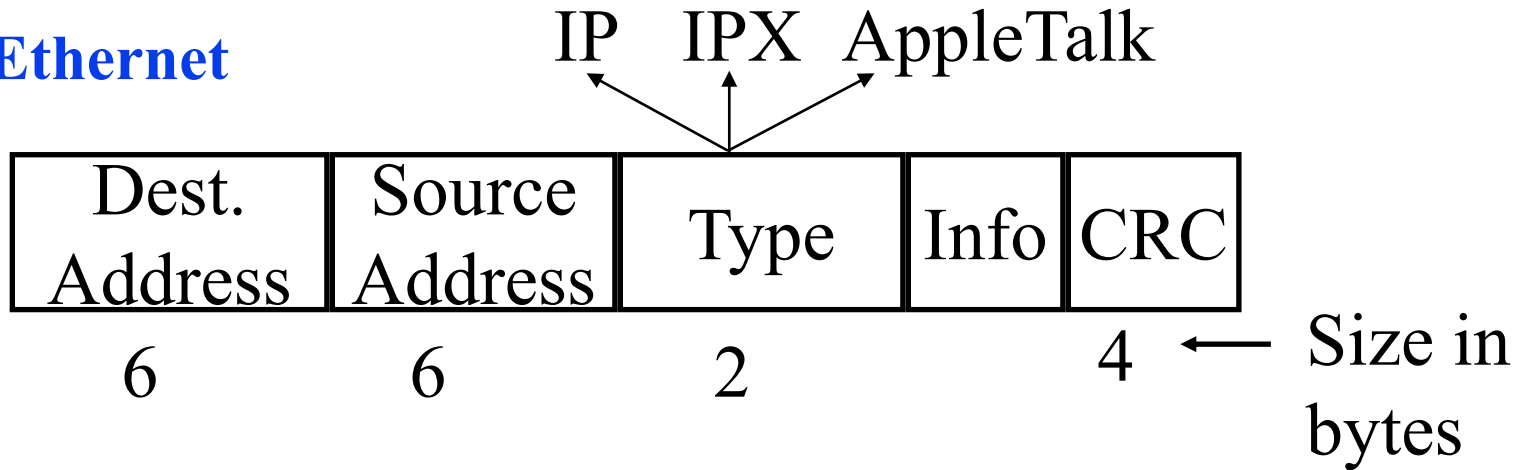 Ethernet
IP IPX AppleTalk
Dest. Address
Source Address
Type
Info
CRC
6 6 2 4
Size in
bytes